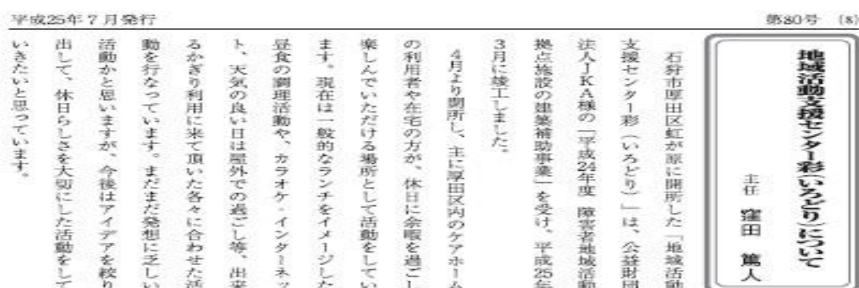 平成25年7月発行
第80号 (8)
地域活動支援センター彩(いろどり)について
主任 窪田 篤人
石狩市厚田区虹が原に開所した「地域活動
支援センター彩(いろどり)」は、公益財団
法人JKA様の「平成24年度 障害者地域活動
拠点施設の建築補助事業」を受け、平成25年
3月に竣工しました。
4月より開所し、主に厚田区内のケアホーム
の利用者や在宅の方が、休日に余暇を過ごし
楽しんでいただける場所として活動をしてい
ます。現在は一般的なランチをイメージした
昼食の調理活動や、カラオケ・インターネッ
ト、天気の良い日は屋外での過ごし等、出来
るかぎり利用に来て頂いた各々に合わせた活
動を行なっています。まだまだ発想に乏しい
活動かと思いますが、今後はアイデアを絞り
出して、休日らしさを大切にした活動をして
いきたいと思っています。